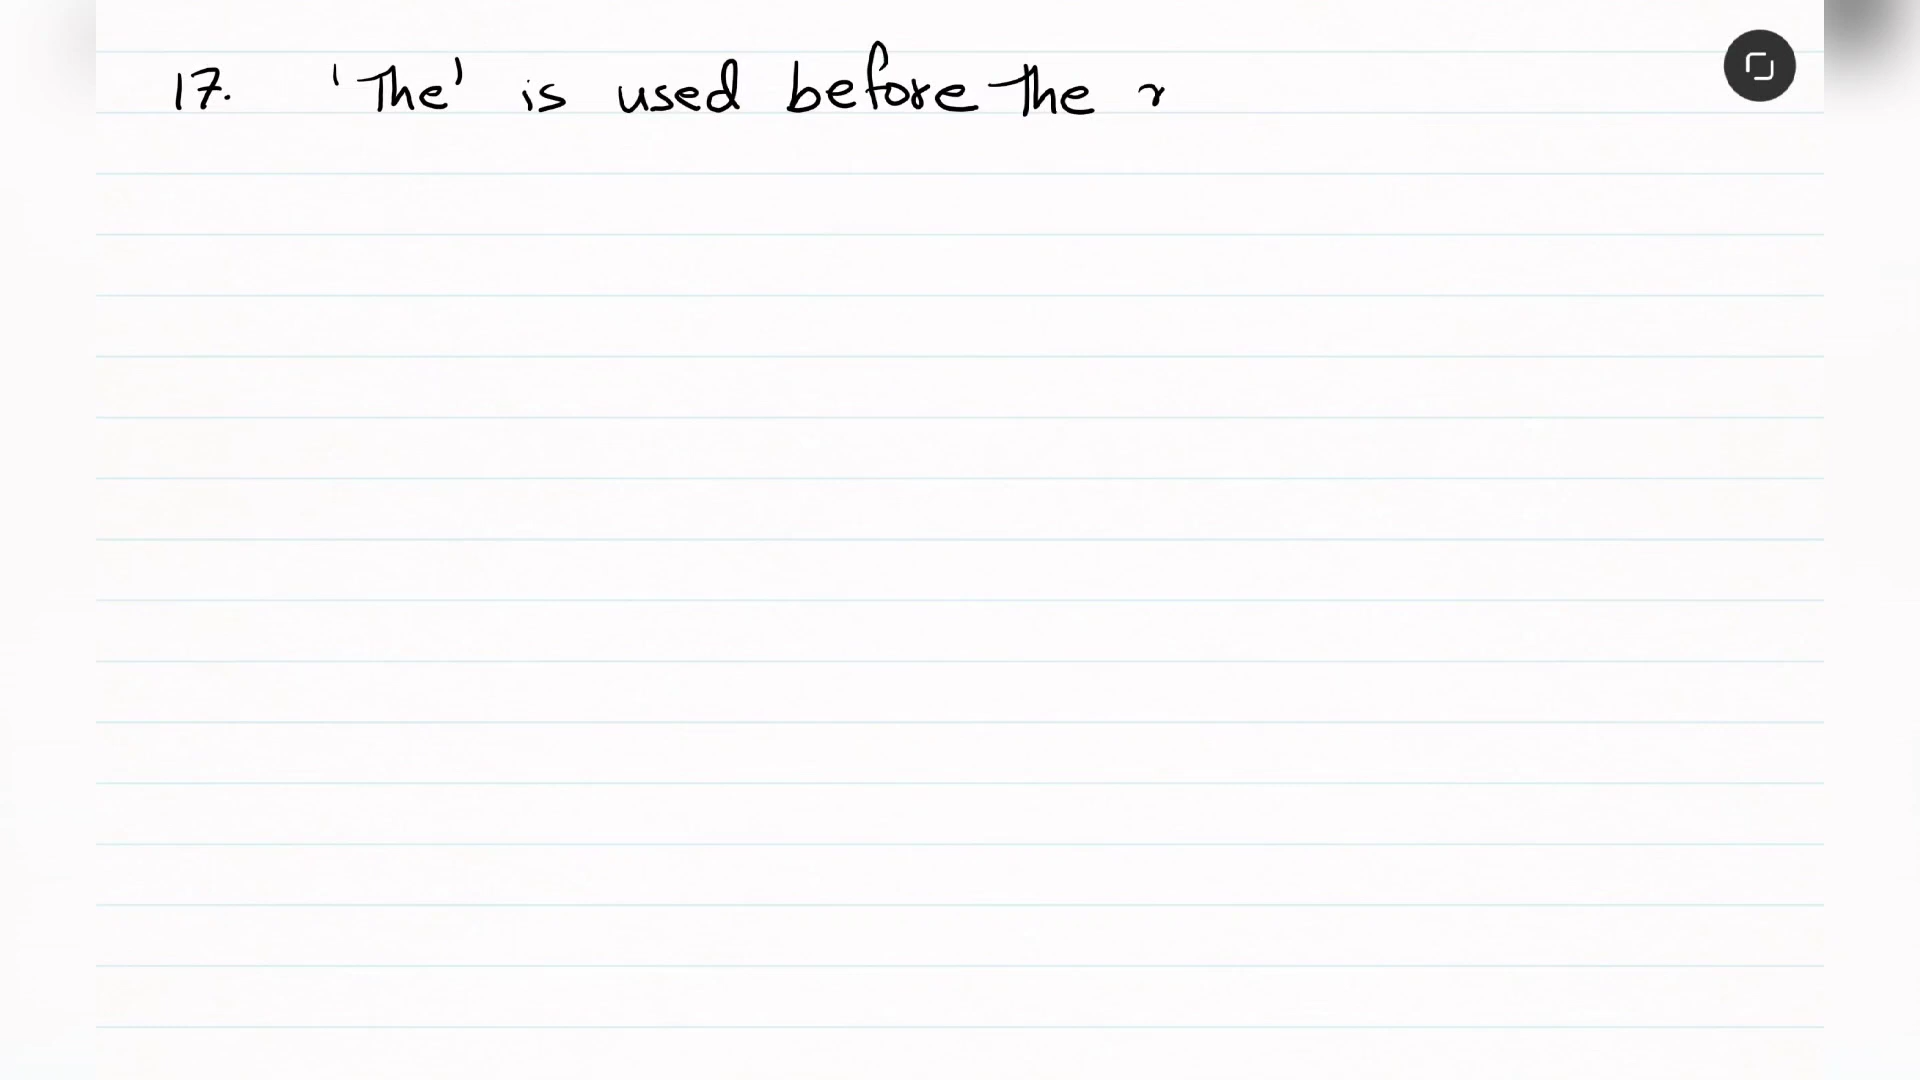 17. 'The' is used before the